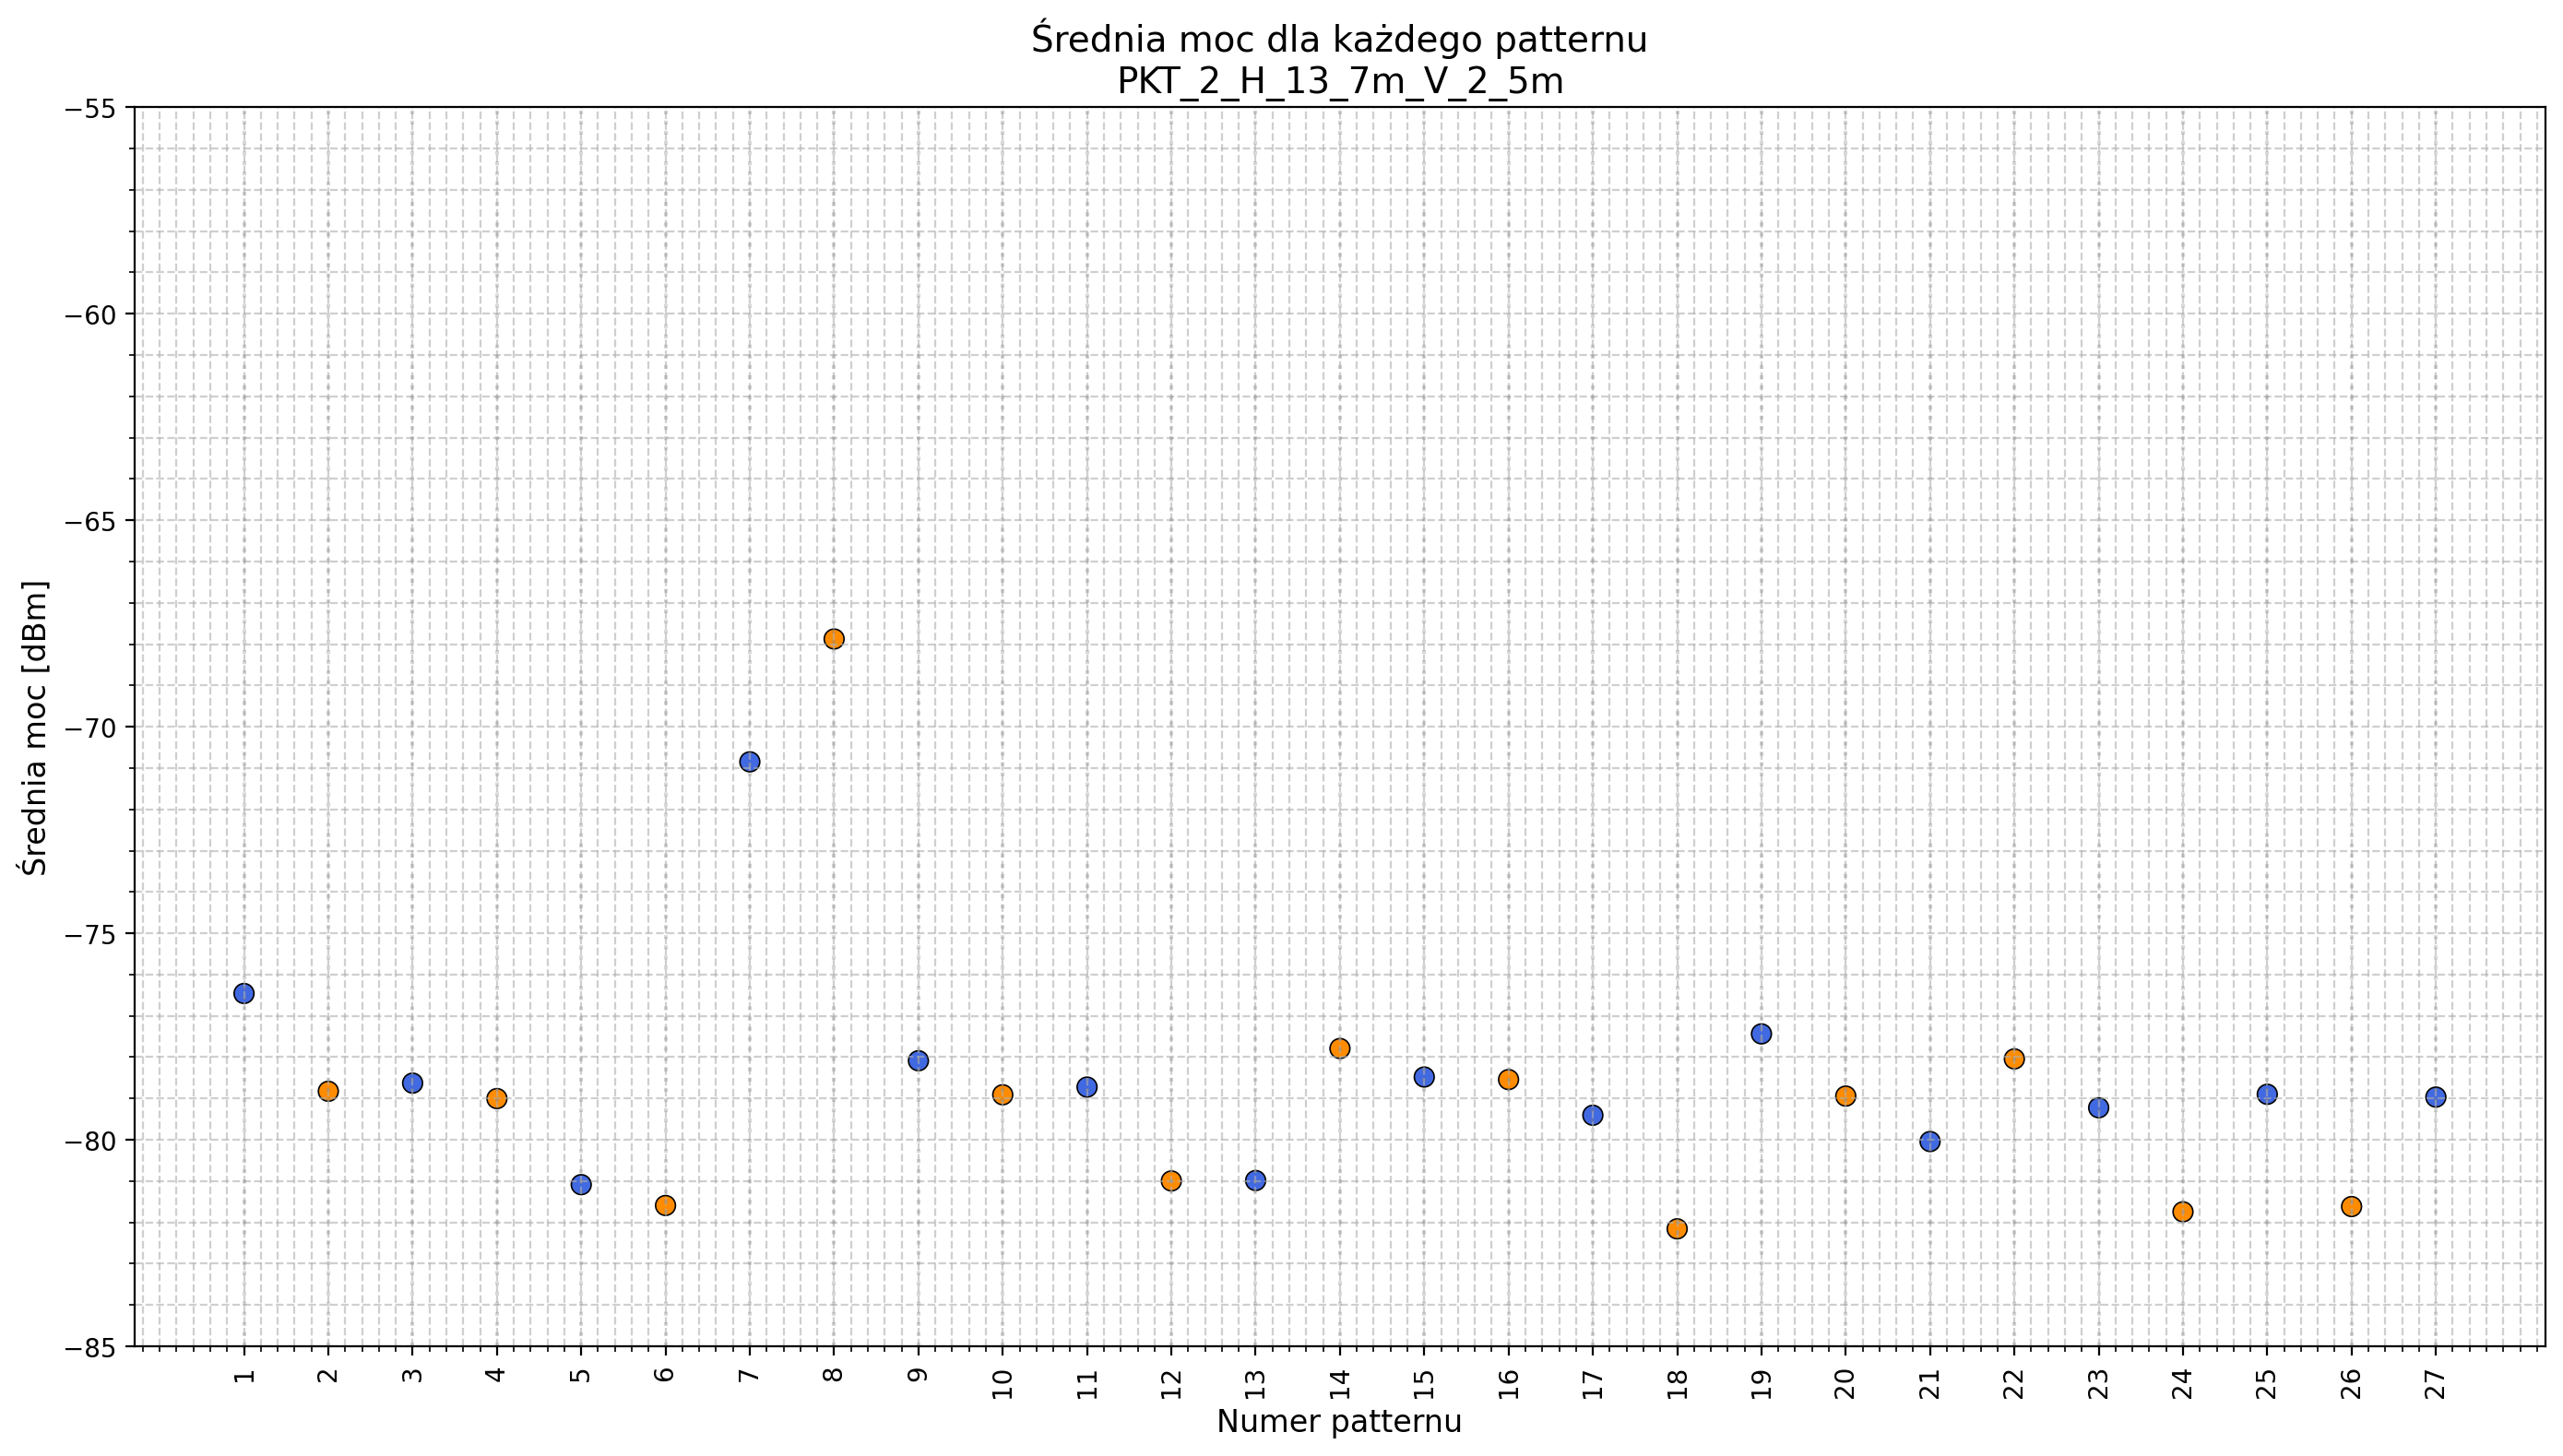 Średnia moc dla każdego patternu
PKT_2_H_13_7m_V_2_5m
Średnia moc [dBm]
−55
−60
−65
−70
−75
−80
−85
1 2 3 4 5 6 7 8 9 10 11 12 13 14 15 16 17 18 19 20 21 22 23 24 25 26 27
Numer patternu